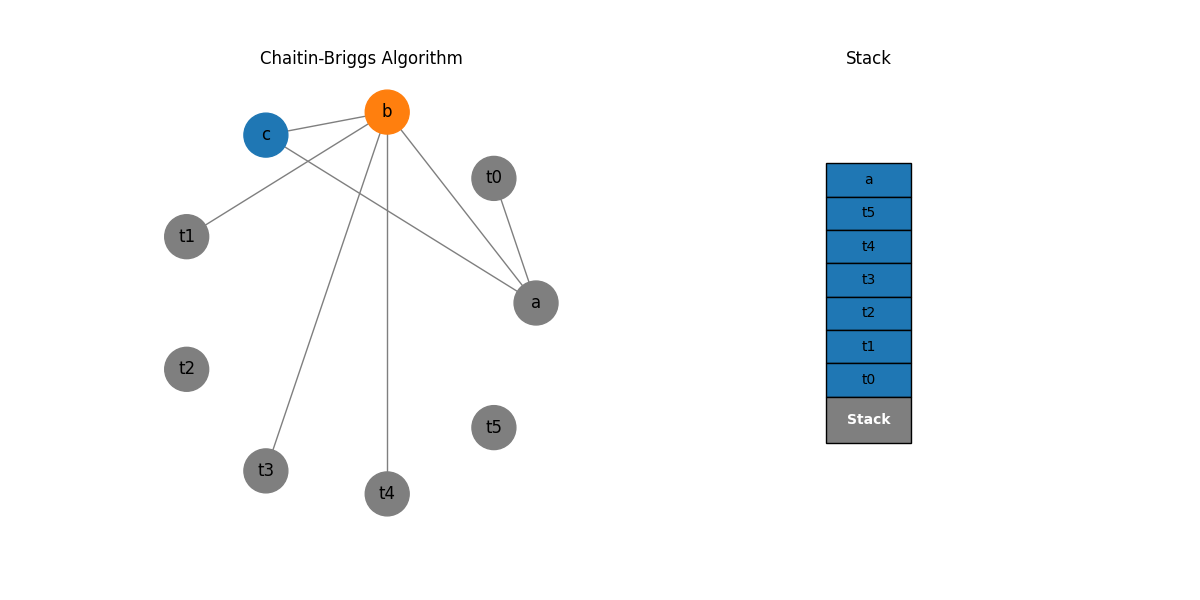 Chaitin-Briggs Algorithm
b
c
t0
t1
a
t2
t5
t3
t4
Stack
a
t5
t4
t3
t2
t1
t0
Stack